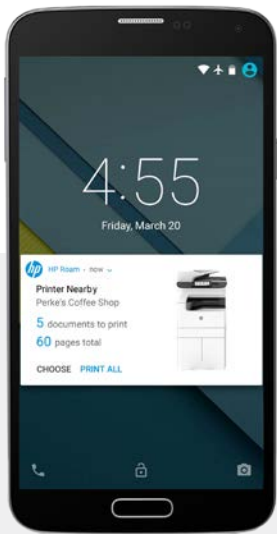 4:55
Friday, March 20
hp HP Roam - now
Printer Nearby
Perke's Coffee Shop
5 documents to print
60 pages total
CHOOSE PRINT ALL